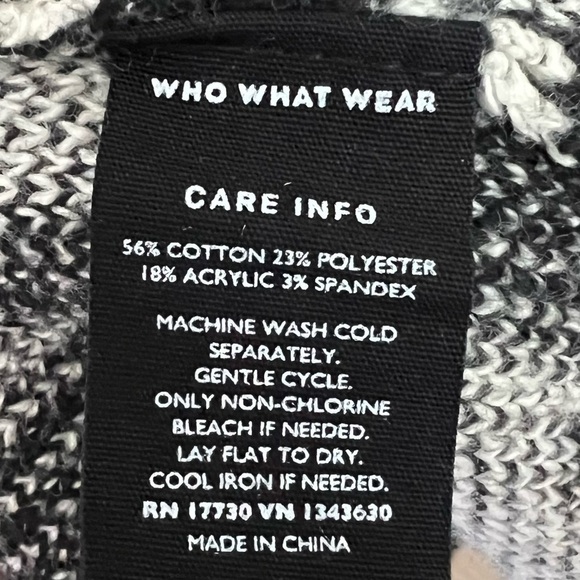 WHO WHAT WEAR
CARE INFO
56% COTTON 23% POLYESTER
18% ACRYLIC 3% SPANDEX
MACHINE WASH COLD
SEPARATELY.
GENTLE CYCLE.
ONLY NON-CHLORINE
BLEACH IF NEEDED.
LAY FLAT TO DRY.
COOL IRON IF NEEDED.
RN 17730 VN 1343630
MADE IN CHINA